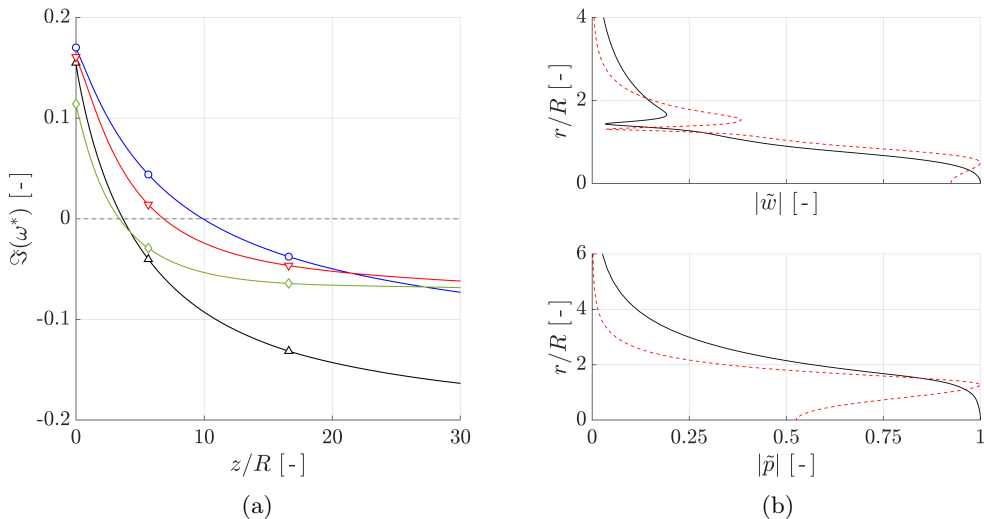 0.2
0.1
0
-0.1
-0.2
ℑ(ω*) [ - ]
0 10 20 30
z/R [ - ]
(a)
4
2
0
r/R [ - ]
|w̃| [ - ]
6
4
2
0
r/R [ - ]
0 0.25 0.5 0.75 1
|p̃| [ - ]
(b)